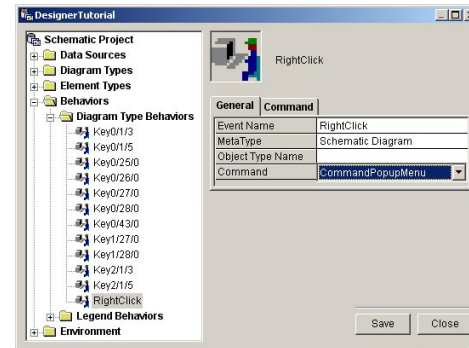 DesignerTutorial
Schematic Project
Data Sources
Diagram Types
Element Types
Behaviors
Diagram Type Behaviors
Key0/1/3
Key0/1/5
Key0/25/0
Key0/26/0
Key0/27/0
Key0/28/0
Key0/43/0
Key1/27/0
Key1/28/0
Key2/1/3
Key2/1/5
RightClick
Legend Behaviors
Environment
RightClick
General Command
Event Name RightClick
MetaType Schematic Diagram
Object Type Name
Command CommandPopupMenu
Save Close